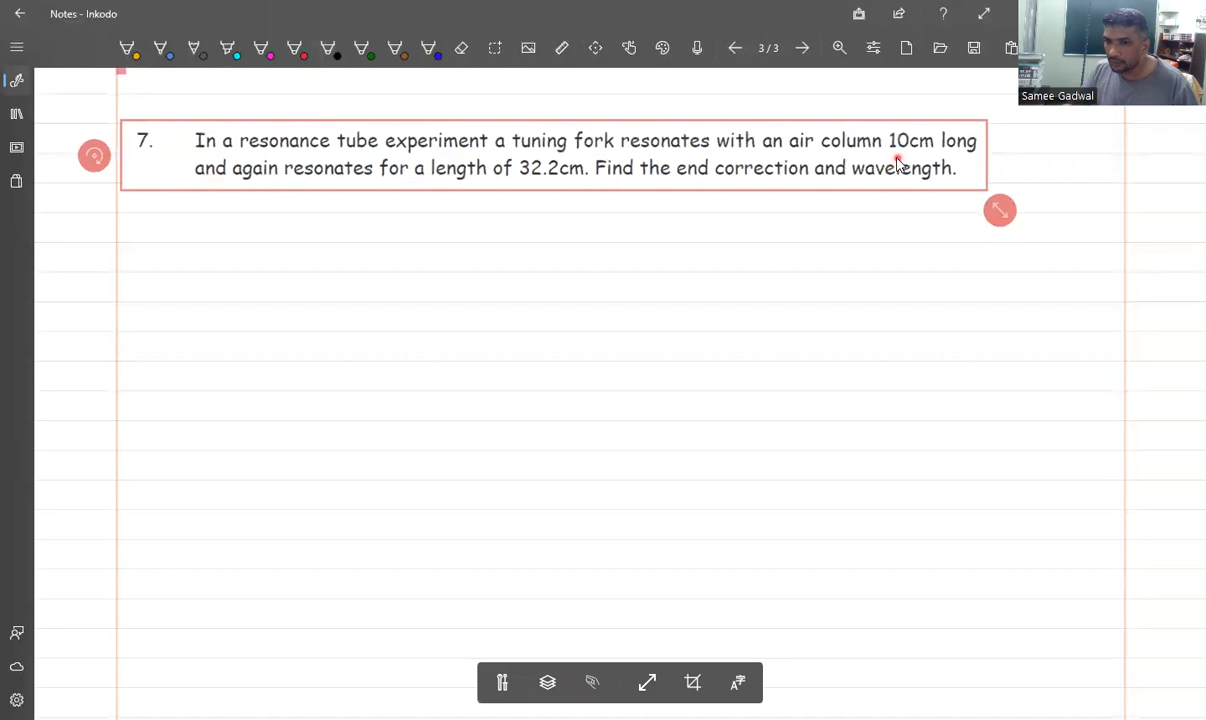 Notes - Inkodo
3 / 3
Samee Gadwal
7. In a resonance tube experiment a tuning fork resonates with an air column 10cm long
and again resonates for a length of 32.2cm. Find the end correction and wavelength.